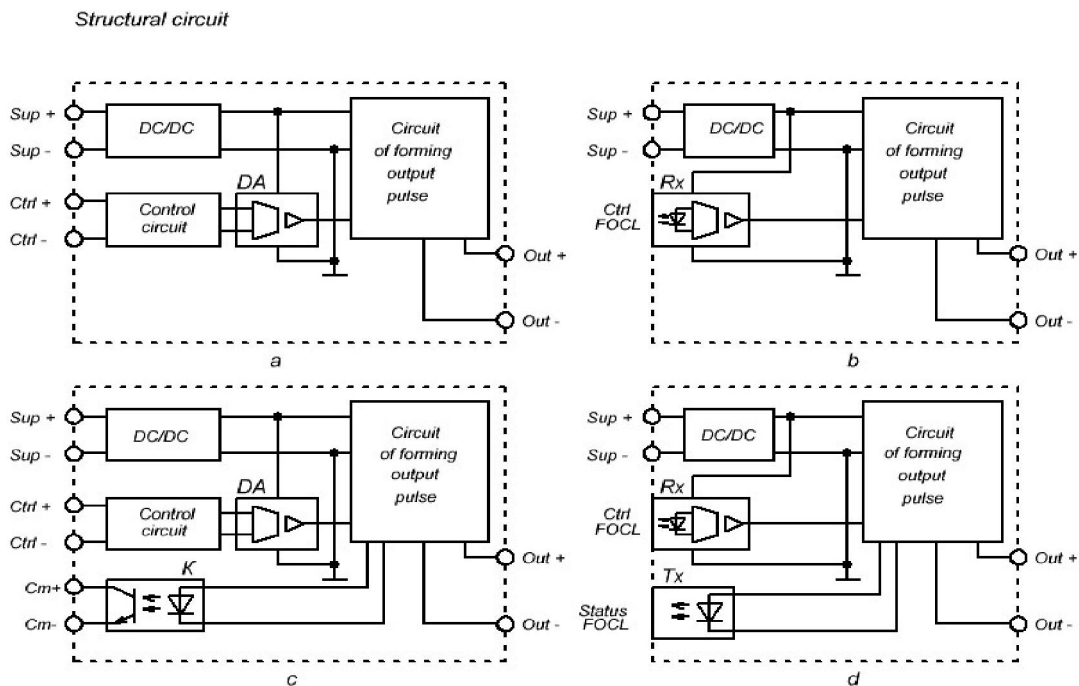 Structural circuit
Sup +
Sup -
Ctrl +
Ctrl -
DC/DC
Control
circuit
DA
Circuit
of forming
output
pulse
Out +
Out -
a
Sup +
Sup -
Ctrl
FOCL
DC/DC
Rx
Circuit
of forming
output
pulse
Out +
Out -
b
Sup +
Sup -
Ctrl +
Ctrl -
Cm+
Cm-
DC/DC
Control
circuit
DA
K
Circuit
of forming
output
pulse
Out +
Out -
c
Sup +
Sup -
Ctrl
FOCL
Status
FOCL
DC/DC
Rx
Tx
Circuit
of forming
output
pulse
Out +
Out -
d